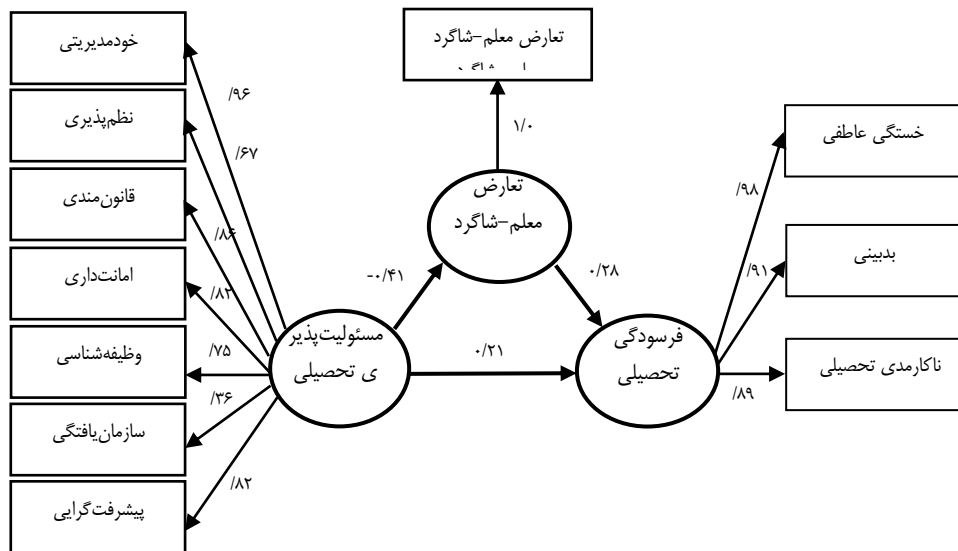 خودمدیریتی
نظم‌پذیری
قانون‌مندی
امانت‌داری
وظیفه‌شناسی
سازمان‌یافتگی
پیشرفت‌گرایی
/۹۶
/۶۷
/۸۶
/۸۲
/۷۵
/۳۶
/۸۲
تعارض معلم–شاگرد
۱/۰
تعارض
معلم–شاگرد
-۰/۴۱
۰/۲۸
مسئولیت‌پذیر
ی تحصیلی
۰/۲۱
فرسودگی
تحصیلی
/۹۸
/۹۱
/۸۹
خستگی عاطفی
بدبینی
ناکارمدی تحصیلی